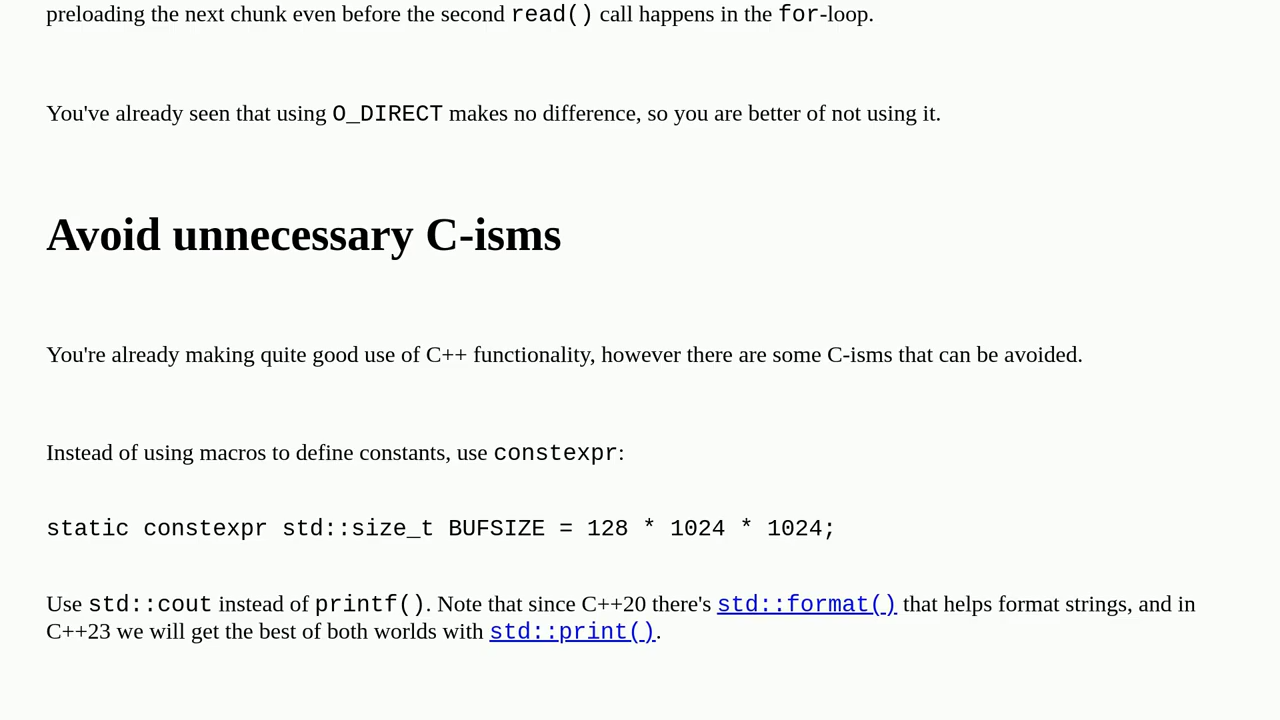 preloading the next chunk even before the second read() call happens in the for-loop.
You've already seen that using O_DIRECT makes no difference, so you are better of not using it.
Avoid unnecessary C-isms
You're already making quite good use of C++ functionality, however there are some C-isms that can be avoided.
Instead of using macros to define constants, use constexpr:
static constexpr std::size_t BUFSIZE = 128 * 1024 * 1024;
Use std::cout instead of printf(). Note that since C++20 there's std::format() that helps format strings, and in
C++23 we will get the best of both worlds with std::print().